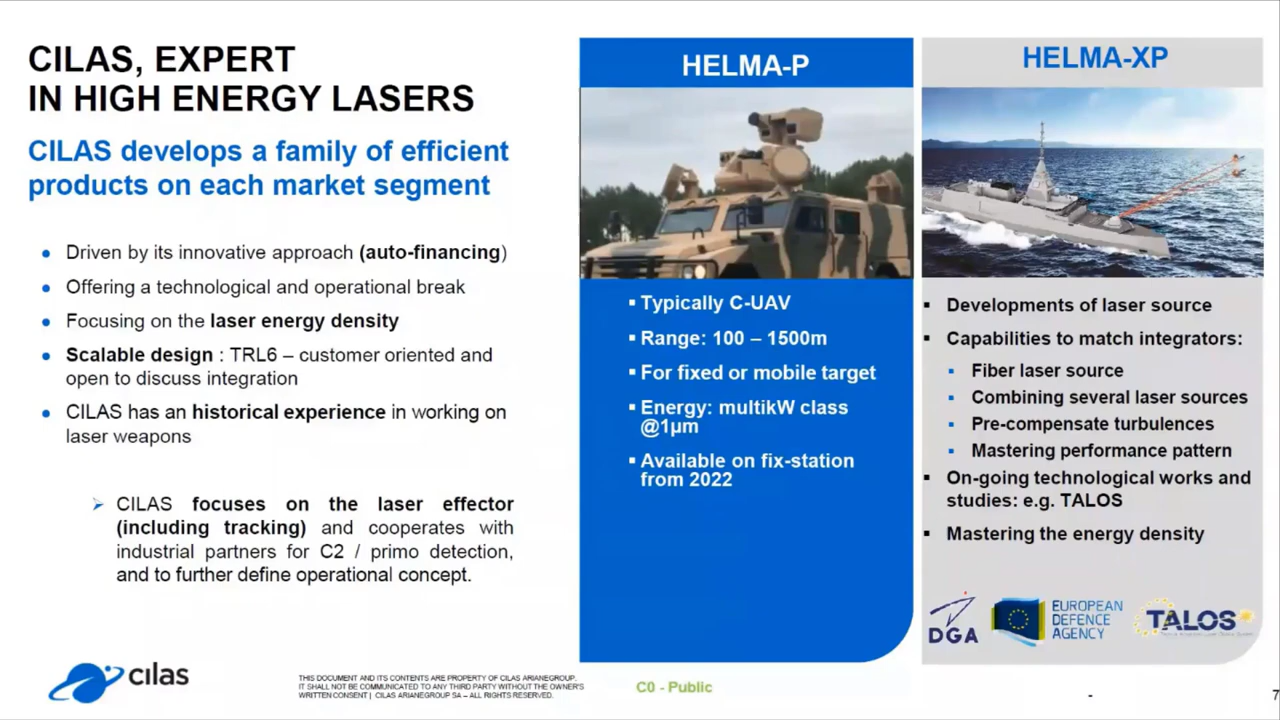 CILAS, EXPERT
IN HIGH ENERGY LASERS
CILAS develops a family of efficient
products on each market segment
Driven by its innovative approach (auto-financing)
Offering a technological and operational break
Focusing on the laser energy density
Scalable design : TRL6 – customer oriented and
open to discuss integration
CILAS has an historical experience in working on
laser weapons
CILAS focuses on the laser effector
(including tracking) and cooperates with
industrial partners for C2 / primo detection,
and to further define operational concept.
HELMA-P
Typically C-UAV
Range: 100 – 1500m
For fixed or mobile target
Energy: multikW class
@1µm
Available on fix-station
from 2022
HELMA-XP
Developments of laser source
Capabilities to match integrators:
Fiber laser source
Combining several laser sources
Pre-compensate turbulences
Mastering performance pattern
On-going technological works and
studies: e.g. TALOS
Mastering the energy density
DGA
EUROPEAN
DEFENCE
AGENCY
TALOS
cılas
THIS DOCUMENT AND ITS CONTENTS ARE PROPERTY OF CILAS ARIANEGROUP.
IT SHALL NOT BE COMMUNICATED TO ANY THIRD PARTY WITHOUT THE OWNER'S
WRITTEN CONSENT | CILAS ARIANEGROUP SA – ALL RIGHTS RESERVED.
C0 - Public
-
7